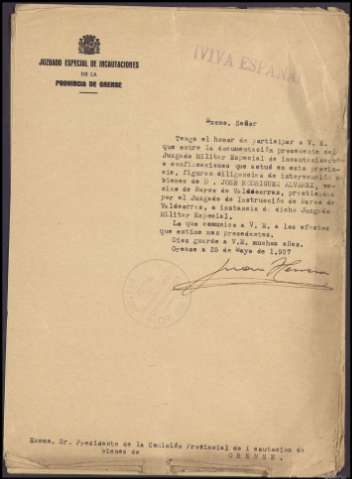 JUZGADO ESPECIAL DE INCAUTACIONES
DE LA
PROVINCIA DE ORENSE
¡VIVA ESPAÑA!
Excmo. Señor
Tengo el honor de participar a V. E.
que entre la documentación procedente del
Juzgado Militar Especial de incautaciones
o confiscaciones que actuó en esta provin-
cia, figuran diligencias de intervención de
bienes de D. JOSE RODRIGUEZ ALVAREZ, ve-
cino de Barco de Valdeorras, practicadas
por el Juzgado de Instrucción de Barco de
Valdeorras, a instancia de dicho Juzgado
Militar Especial.
Lo que comunico a V. E. a los efectos
que estime mas procedentes.
Dios guarde a V.E. muchos años.
Orense a 25 de Mayo de 1.937
Excmo. Sr. Presidente de la Comisión Provincial de incautación de
bienes de ORENSE.